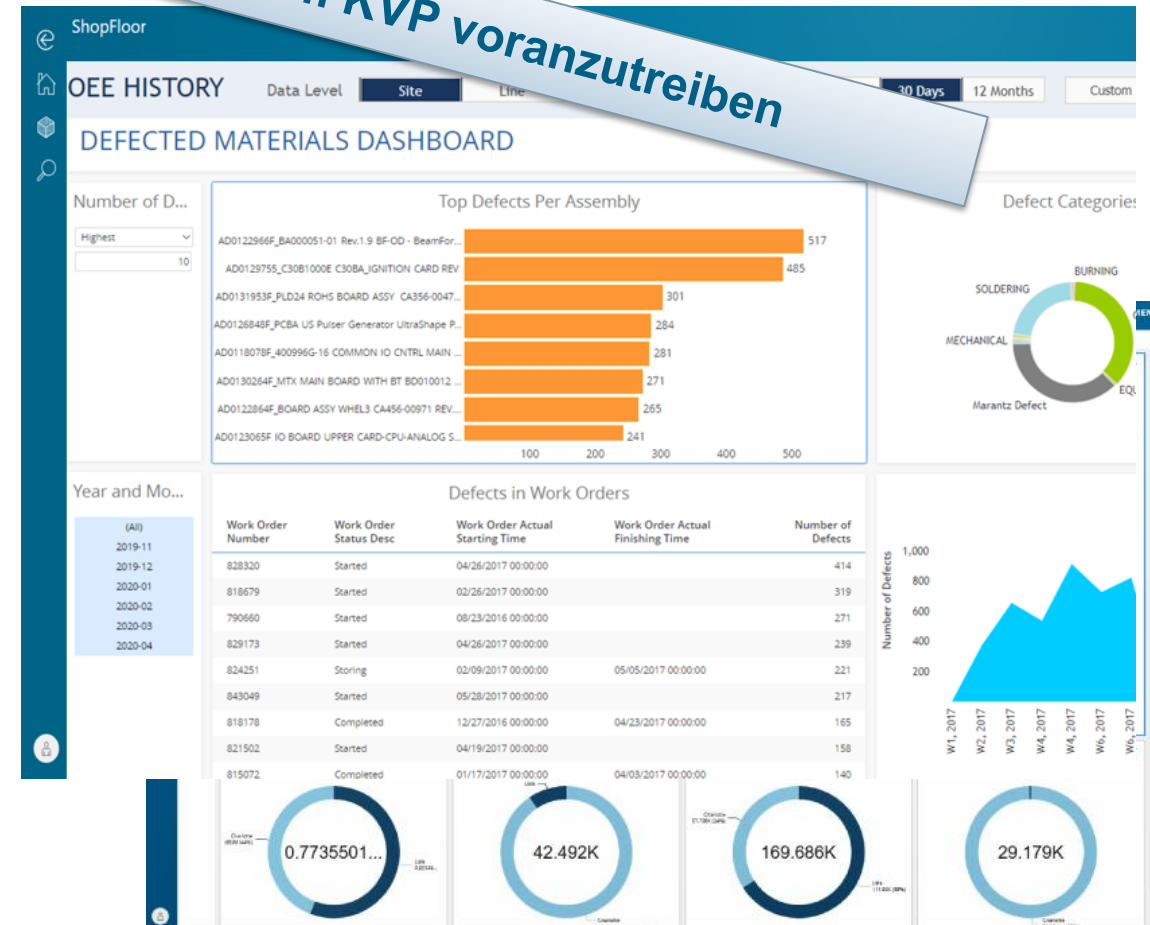 KVP voranzutreiben
ShopFloor
OEE HISTORY
Data Level
Site
Line
30 Days
12 Months
Custom
DEFECTED MATERIALS DASHBOARD
Number of D...
Highest
10
Top Defects Per Assembly
AD0122966F_BA000051-01 Rev.1.9 BF-OD - BeamFor... 517
AD0129755_C30B1000E C30BA_IGNITION CARD REV 485
AD0131953F_PLD24 ROHS BOARD ASSY CA356-0047... 301
AD0126848F_PCBA US Pulser Generator UltraShape P... 284
AD0118078F_400996G-16 COMMON IO CNTRL MAIN ... 281
AD0130264F_MTX MAIN BOARD WITH BT BD010012 ... 271
AD0122864F_BOARD ASSY WHEL3 CA456-00971 REV.... 265
AD0123065F IO BOARD UPPER CARD-CPU-ANALOG S... 241
100 200 300 400 500
Defect Categories
BURNING
SOLDERING
MECHANICAL
EQU
Marantz Defect
Year and Mo...
(All)
2019-11
2019-12
2020-01
2020-02
2020-03
2020-04
Defects in Work Orders
Work Order Number Work Order Status Desc Work Order Actual Starting Time Work Order Actual Finishing Time Number of Defects
828320 Started 04/26/2017 00:00:00 414
818679 Started 02/26/2017 00:00:00 319
790660 Started 08/23/2016 00:00:00 271
829173 Started 04/26/2017 00:00:00 239
824251 Storing 02/09/2017 00:00:00 05/05/2017 00:00:00 221
843049 Started 05/28/2017 00:00:00 217
818178 Completed 12/27/2016 00:00:00 04/23/2017 00:00:00 165
821502 Started 04/19/2017 00:00:00 158
815072 Completed 01/17/2017 00:00:00 04/03/2017 00:00:00 140
Number of Defects
1,000
800
600
400
200
W1, 2017
W2, 2017
W3, 2017
W4, 2017
W4, 2017
W6, 2017
W6, 2017
0.7735501...
42.492K
169.686K
29.179K